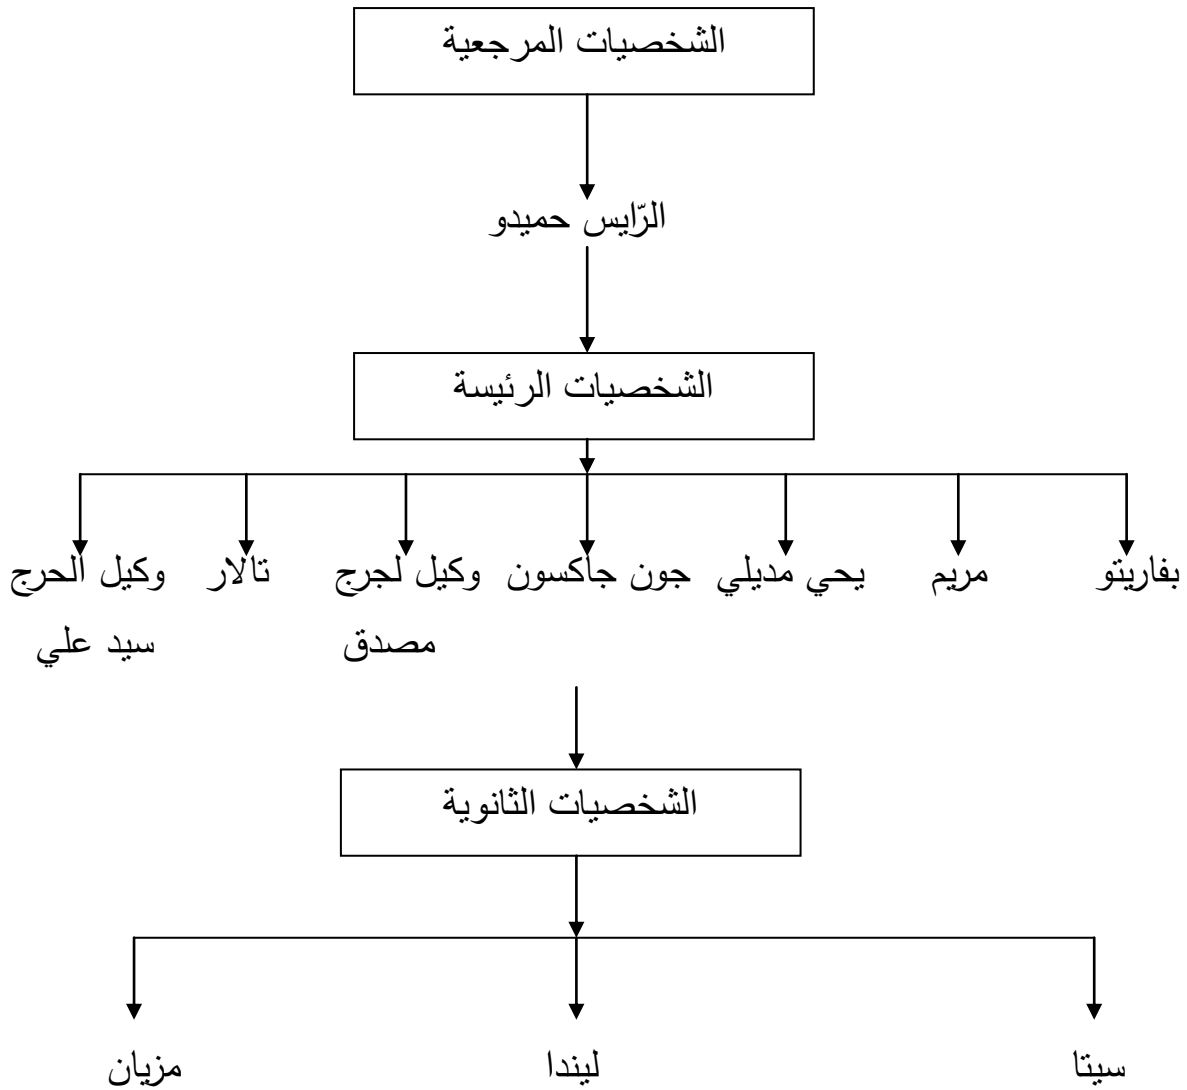 الشخصيات المرجعية
الرّايس حميدو
الشخصيات الرئيسة
بفاريتو
مريم
يحي مديلي
جون جاكسون
وكيل لجرج
مصدق
تالار
وكيل الحرج
سيد علي
الشخصيات الثانوية
سيتا
ليندا
مزيان